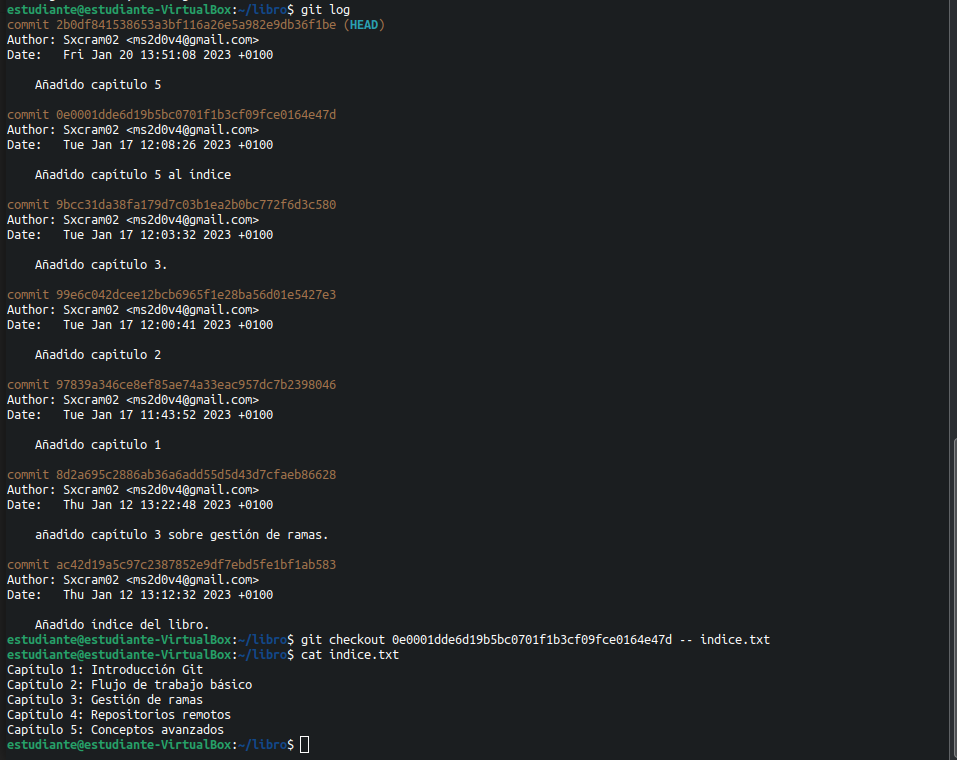 estudiante@estudiante-VirtualBox:~/libro$ git log
commit 2b0df841538653a3bf116a26e5a982e9db36f1be (HEAD)
Author: Sxcram02 <ms2d0v4@gmail.com>
Date:   Fri Jan 20 13:51:08 2023 +0100
Añadido capitulo 5
commit 0e0001dde6d19b5bc0701f1b3cf09fce0164e47d
Author: Sxcram02 <ms2d0v4@gmail.com>
Date:   Tue Jan 17 12:08:26 2023 +0100
Añadido capitulo 5 al indice
commit 9bcc31da38fa179d7c03b1ea2b0bc772f6d3c580
Author: Sxcram02 <ms2d0v4@gmail.com>
Date:   Tue Jan 17 12:03:32 2023 +0100
Añadido capitulo 3.
commit 99e6c042dcee12bcb6965f1e28ba56d01e5427e3
Author: Sxcram02 <ms2d0v4@gmail.com>
Date:   Tue Jan 17 12:00:41 2023 +0100
Añadido capitulo 2
commit 97839a346ce8ef85ae74a33eac957dc7b2398046
Author: Sxcram02 <ms2d0v4@gmail.com>
Date:   Tue Jan 17 11:43:52 2023 +0100
Añadido capitulo 1
commit 8d2a695c2886ab36a6add55d5d43d7cfaeb86628
Author: Sxcram02 <ms2d0v4@gmail.com>
Date:   Thu Jan 12 13:22:48 2023 +0100
añadido capítulo 3 sobre gestión de ramas.
commit ac42d19a5c97c2387852e9df7ebd5fe1bf1ab583
Author: Sxcram02 <ms2d0v4@gmail.com>
Date:   Thu Jan 12 13:12:32 2023 +0100
Añadido indice del libro.
estudiante@estudiante-VirtualBox:~/libro$ git checkout 0e0001dde6d19b5bc0701f1b3cf09fce0164e47d -- indice.txt
estudiante@estudiante-VirtualBox:~/libro$ cat indice.txt
Capítulo 1: Introducción Git
Capitulo 2: Flujo de trabajo básico
Capítulo 3: Gestión de ramas
Capítulo 4: Repositorios remotos
Capítulo 5: Conceptos avanzados
estudiante@estudiante-VirtualBox:~/libro$